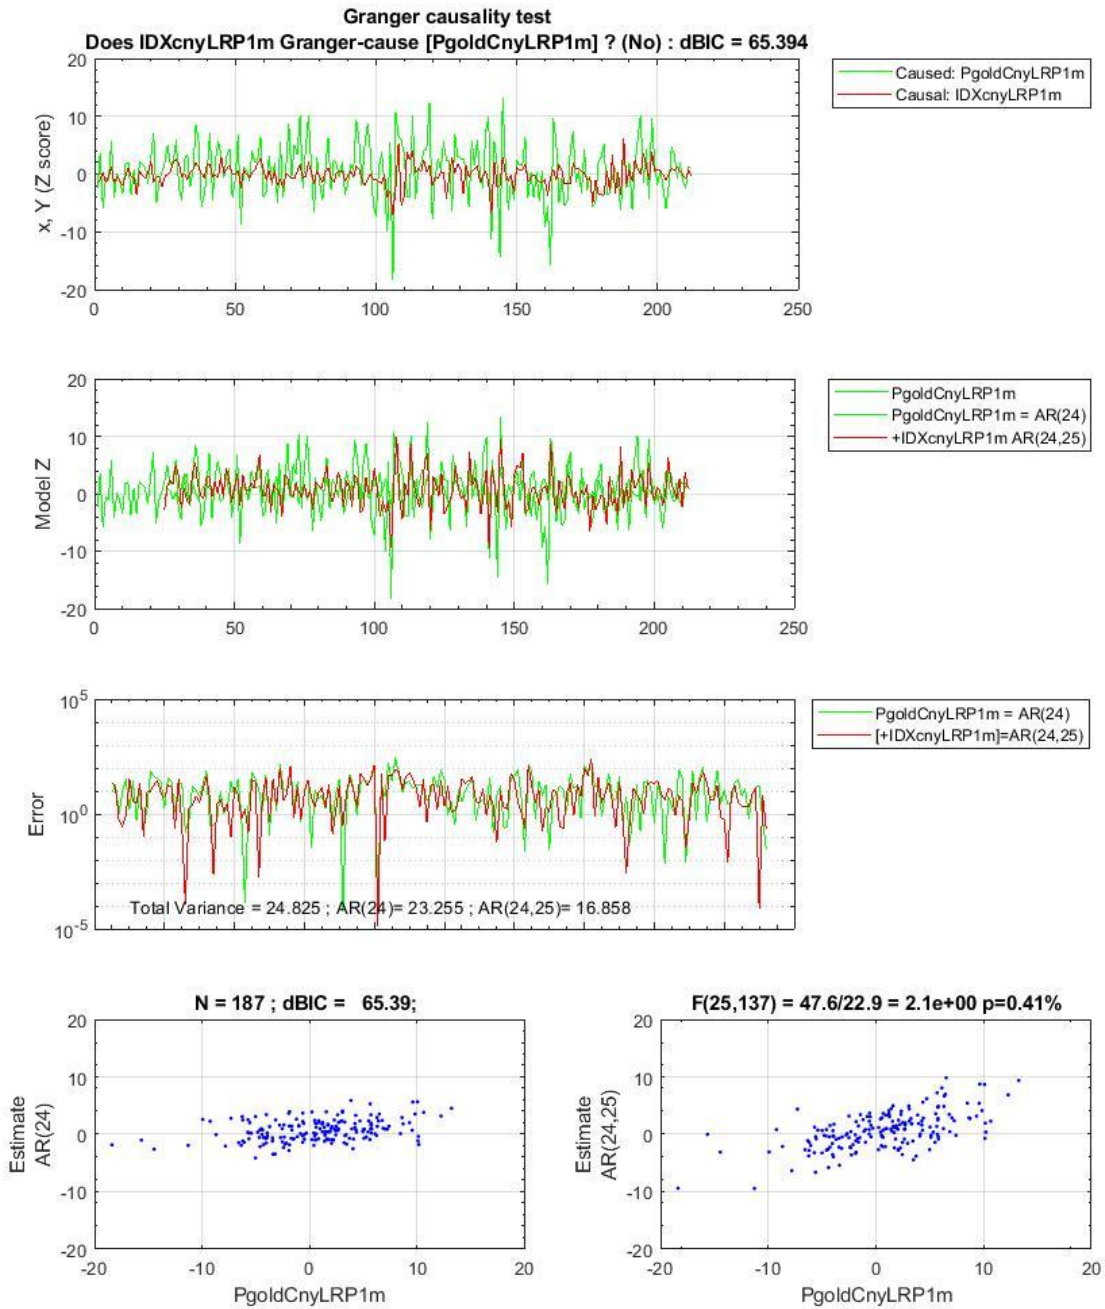 Granger causality test
Does IDXcnyLRP1m Granger-cause [PgoldCnyLRP1m] ? (No) : dBIC = 65.394
20
10
0
-10
-20
x, Y (Z score)
0 50 100 150 200 250
Caused: PgoldCnyLRP1m
Causal: IDXcnyLRP1m
20
10
0
-10
-20
Model Z
0 50 100 150 200 250
PgoldCnyLRP1m
PgoldCnyLRP1m = AR(24)
+IDXcnyLRP1m AR(24,25)
10^5
10^0
10^-5
Error
Total Variance = 24.825 ; AR(24)= 23.255 ; AR(24,25)= 16.858
PgoldCnyLRP1m = AR(24)
[+IDXcnyLRP1m]=AR(24,25)
N = 187 ; dBIC = 65.39;
20
10
0
-10
-20
Estimate
AR(24)
-20 -10 0 10 20
PgoldCnyLRP1m
F(25,137) = 47.6/22.9 = 2.1e+00 p=0.41%
20
10
0
-10
-20
Estimate
AR(24,25)
-20 -10 0 10 20
PgoldCnyLRP1m